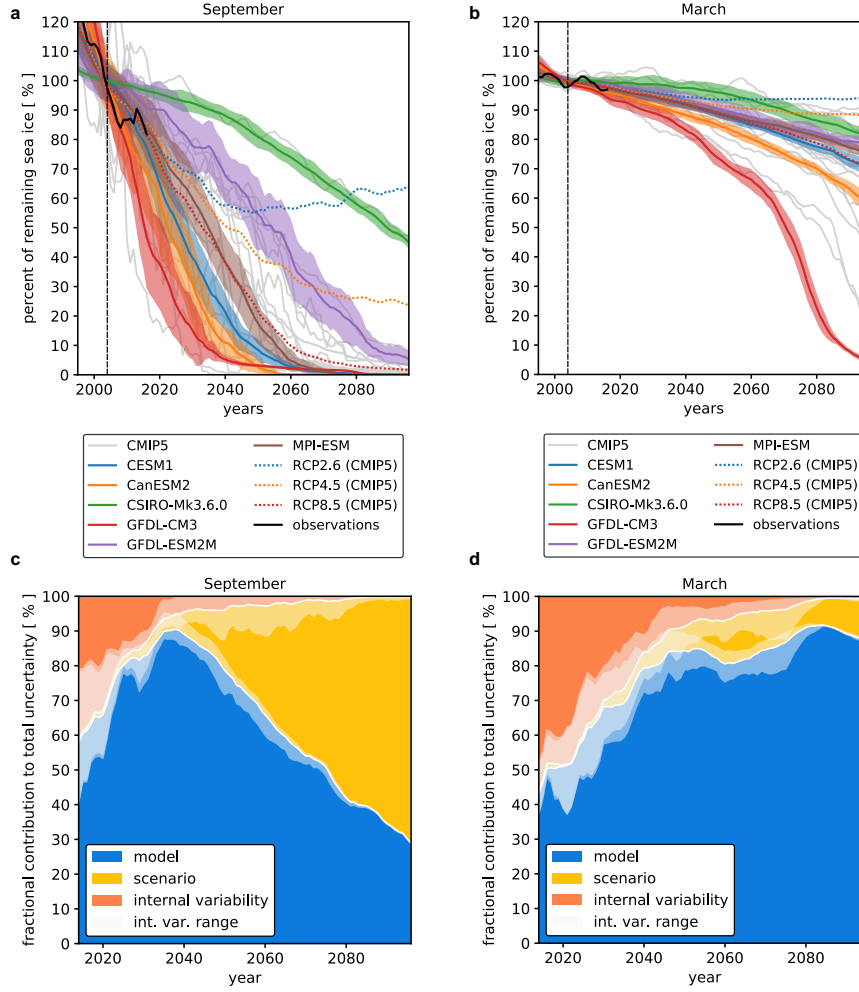 a
September
percent of remaining sea ice [ % ]
120
110
100
90
80
70
60
50
40
30
20
10
0
2000
2020
2040
2060
2080
years
b
March
percent of remaining sea ice [ % ]
120
110
100
90
80
70
60
50
40
30
20
10
0
2000
2020
2040
2060
2080
years
CMIP5
CESM1
CanESM2
CSIRO-Mk3.6.0
GFDL-CM3
GFDL-ESM2M
MPI-ESM
RCP2.6 (CMIP5)
RCP4.5 (CMIP5)
RCP8.5 (CMIP5)
observations
CMIP5
CESM1
CanESM2
CSIRO-Mk3.6.0
GFDL-CM3
GFDL-ESM2M
MPI-ESM
RCP2.6 (CMIP5)
RCP4.5 (CMIP5)
RCP8.5 (CMIP5)
observations
c
September
fractional contribution to total uncertainty [ % ]
100
90
80
70
60
50
40
30
20
10
0
model
scenario
internal variability
int. var. range
2020
2040
2060
2080
year
d
March
fractional contribution to total uncertainty [ % ]
100
90
80
70
60
50
40
30
20
10
0
model
scenario
internal variability
int. var. range
2020
2040
2060
2080
year